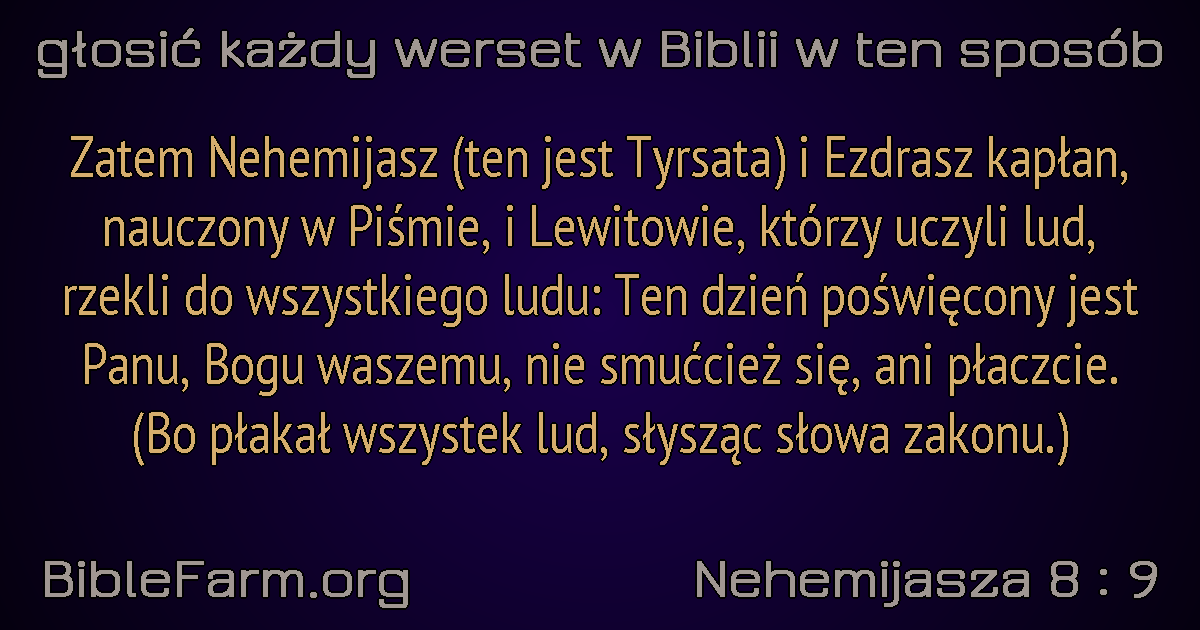 głosić każdy werset w Biblii w ten sposób
Zatem Nehemijasz (ten jest Tyrsata) i Ezdrasz kapłan,
nauczony w Piśmie, i Lewitowie, którzy uczyli lud,
rzekli do wszystkiego ludu: Ten dzień poświęcony jest
Panu, Bogu waszemu, nie smućcież się, ani płaczcie.
(Bo płakał wszystek lud, słysząc słowa zakonu.)
BibleFarm.org
Nehemijasza 8 : 9